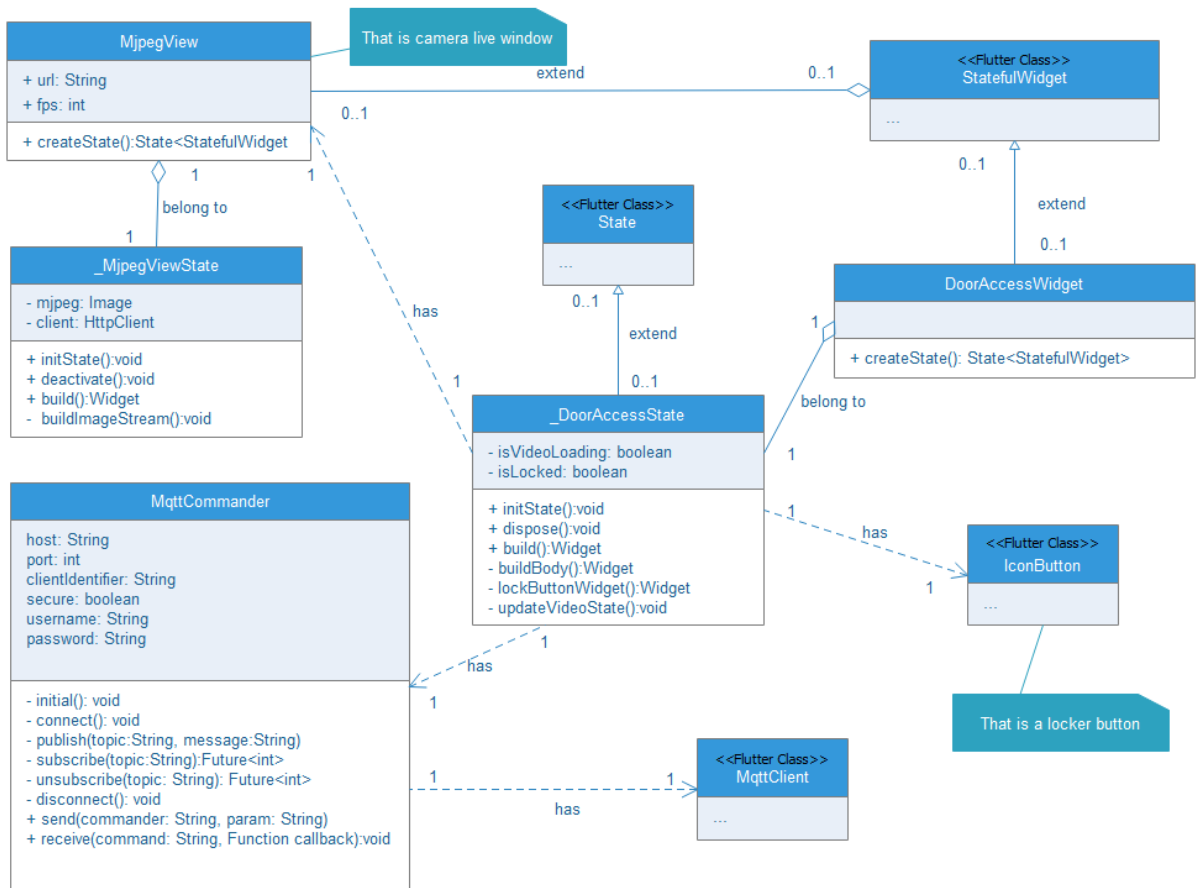 MjpegView
+ url: String
+ fps: int
+ createState():State<StatefulWidget
That is camera live window
extend
0..1
0..1
<<Flutter Class>>
StatefulWidget
...
1
1
belong to
1
_MjpegViewState
- mjpeg: Image
- client: HttpClient
+ initState():void
+ deactivate():void
+ build():Widget
- buildImageStream():void
has
1
<<Flutter Class>>
State
...
0..1
extend
0..1
0..1
extend
0..1
DoorAccessWidget
+ createState(): State<StatefulWidget>
1
belong to
1
_DoorAccessState
- isVideoLoading: boolean
- isLocked: boolean
+ initState():void
+ dispose():void
+ build():Widget
- buildBody():Widget
- lockButtonWidget():Widget
- updateVideoState():void
1
has
1
<<Flutter Class>>
IconButton
...
That is a locker button
1
has
1
MqttCommander
host: String
port: int
clientIdentifier: String
secure: boolean
username: String
password: String
- initial(): void
- connect(): void
- publish(topic:String, message:String)
- subscribe(topic:String):Future<int>
- unsubscribe(topic: String): Future<int>
- disconnect(): void
+ send(commander: String, param: String)
+ receive(command: String, Function callback):void
1
1
has
<<Flutter Class>>
MqttClient
...